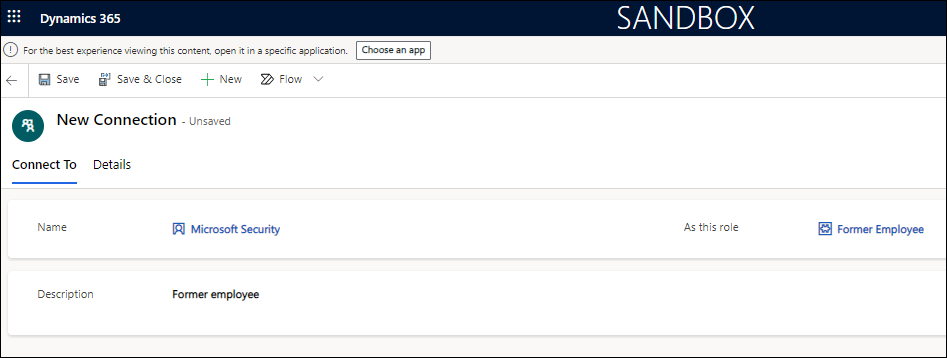 Dynamics 365
SANDBOX
For the best experience viewing this content, open it in a specific application. Choose an app
Save Save & Close New Flow
New Connection - Unsaved
Connect To Details
Name Microsoft Security As this role Former Employee
Description Former employee